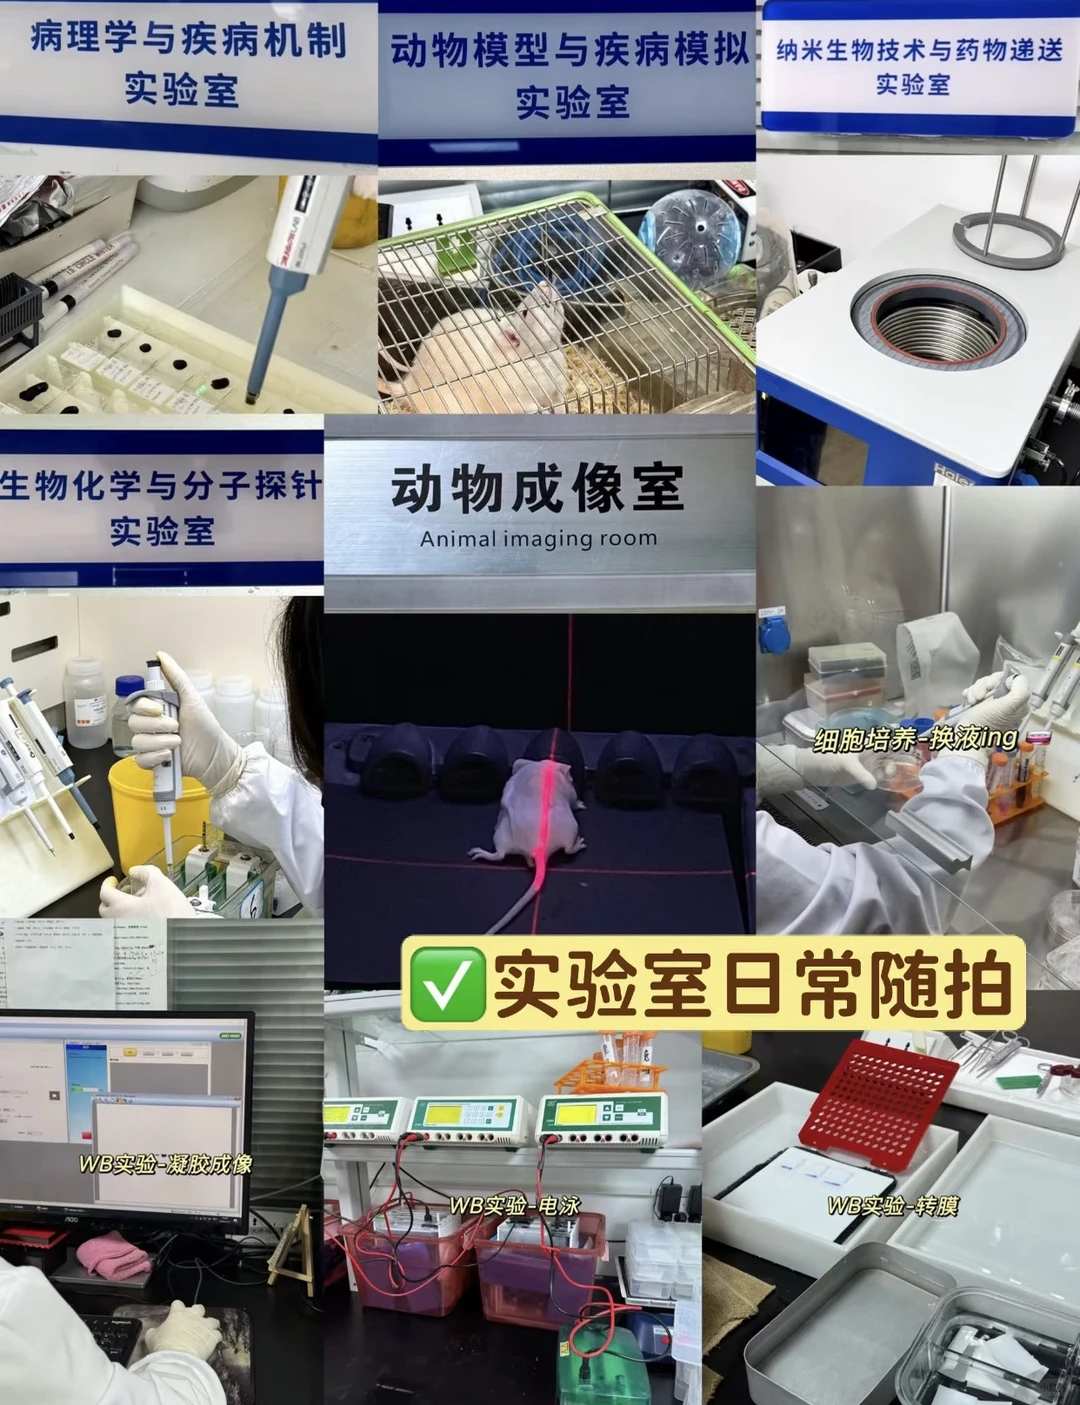 病理学与疾病机制
实验室
动物模型与疾病模拟
实验室
纳米生物技术与药物递送
实验室
生物化学与分子探针
实验室
动物成像室
Animal imaging room
细胞培养-换液ing
✅实验室日常随拍
WB实验-凝胶成像
WB实验-电泳
WB实验-转膜
BIO-RAD
AOC